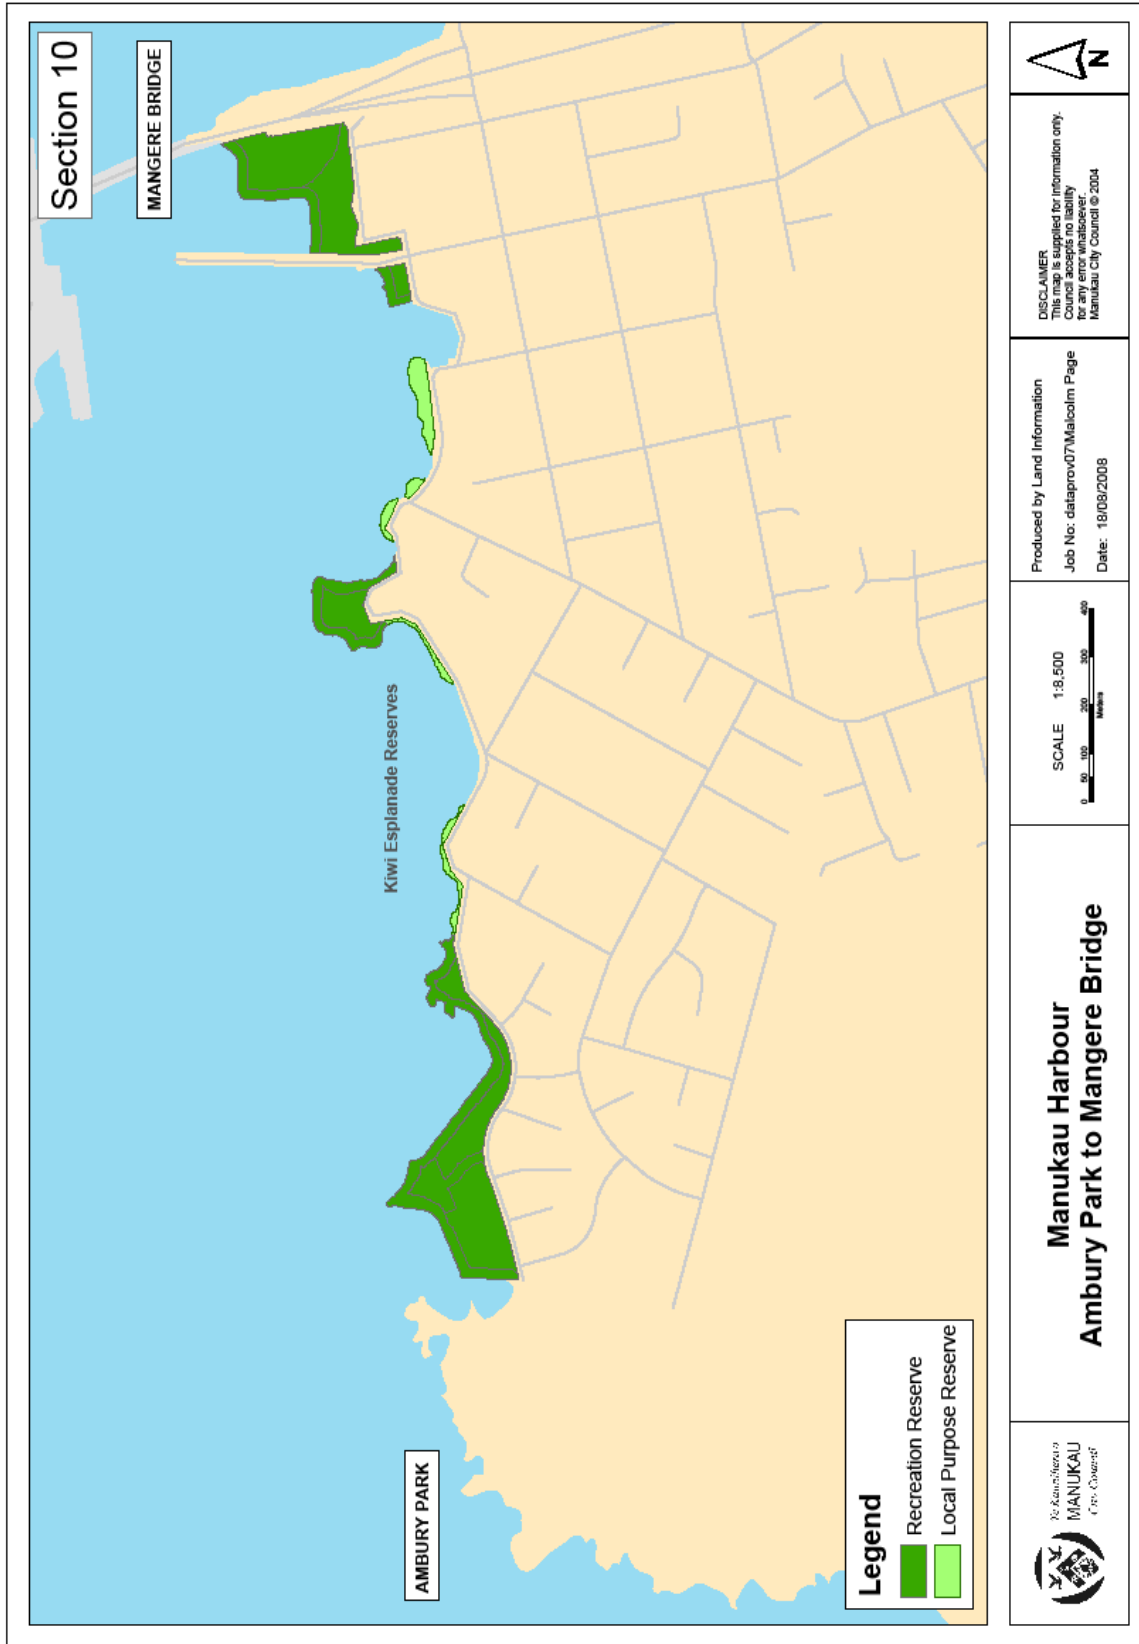 Section 10
MANGERE BRIDGE
Kiwi Esplanade Reserves
AMBURY PARK
Legend
Recreation Reserve
Local Purpose Reserve
MANUKAU
Manukau Harbour
Ambury Park to Mangere Bridge
SCALE 1:8,500
0 50 100 200 300 400
Meters
Produced by Land Information
Job No: dataprov07\Malcolm Page
Date: 18/08/2008
DISCLAIMER
This map is supplied for information only.
Council accepts no liability
for any error whatsoever.
Manukau City Council © 2004
N